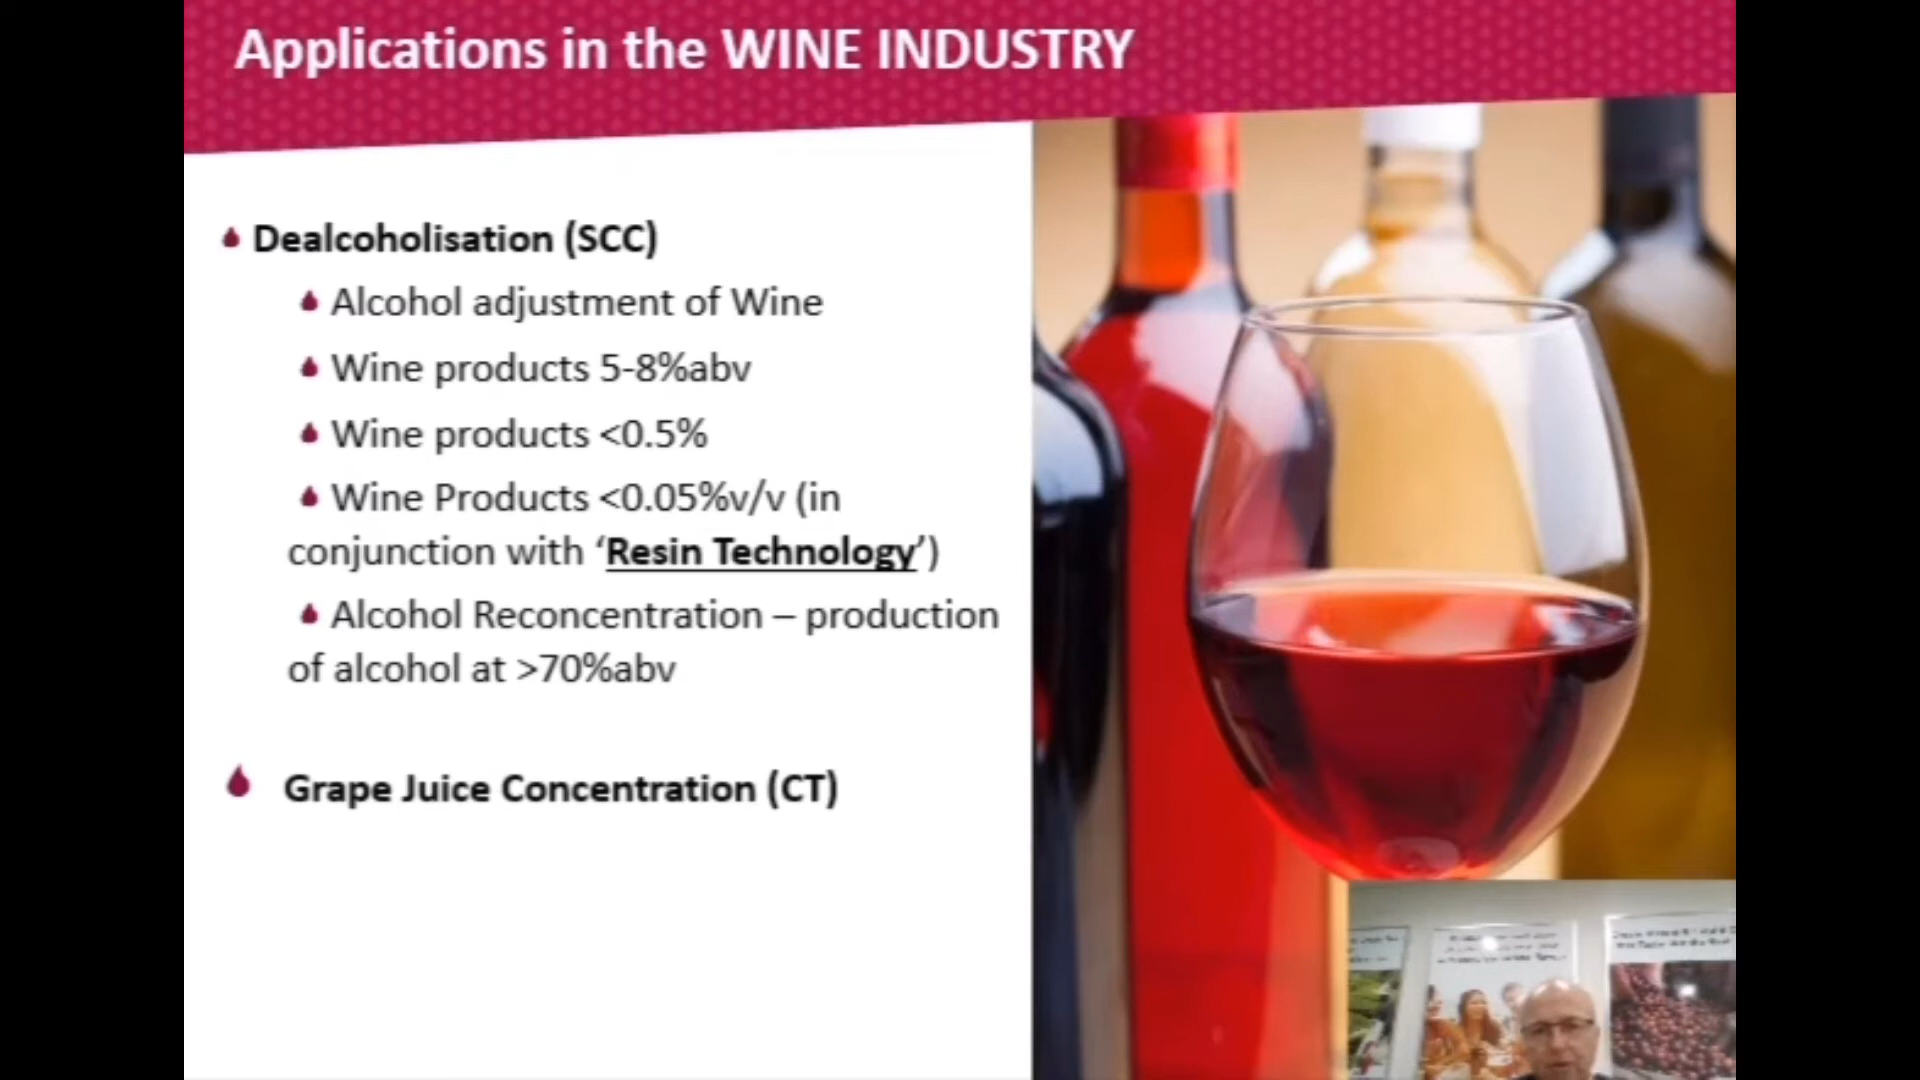 Applications in the WINE INDUSTRY
Dealcoholisation (SCC)
Alcohol adjustment of Wine
Wine products 5-8%abv
Wine products <0.5%
Wine Products <0.05%v/v (in
conjunction with ‘Resin Technology’)
Alcohol Reconcentration – production
of alcohol at >70%abv
Grape Juice Concentration (CT)